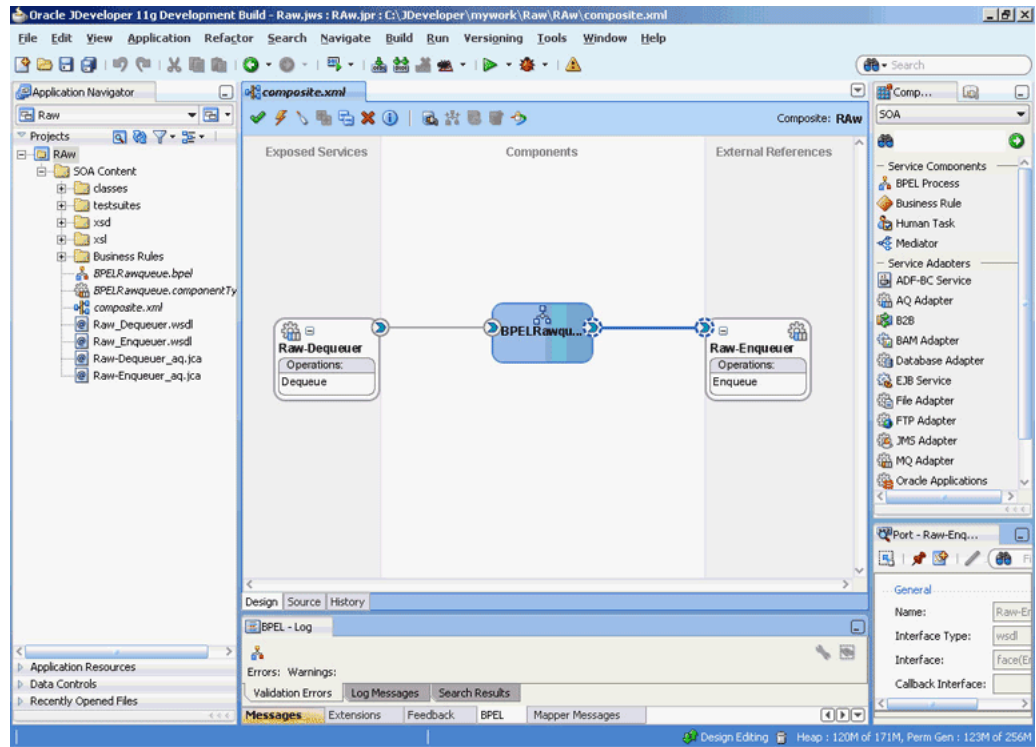 Oracle JDeveloper 11g Development Build - Raw.jws : RAw.jpr : C:\JDeveloper\mywork\Raw\RAw\composite.xml
File Edit View Application Refactor Search Navigate Build Run Versioning Tools Window Help
Search
Application Navigator
Raw
Projects
RAw
SOA Content
classes
testsuites
xsd
xsl
Business Rules
BPELRawqueue.bpel
BPELRawqueue.componentTy
composite.xml
Raw_Dequeuer.wsdl
Raw_Enqueuer.wsdl
Raw-Dequeuer_aq.jca
Raw-Enqueuer_aq.jca
Application Resources
Data Controls
Recently Opened Files
composite.xml
Composite: RAw
Exposed Services
Components
External References
Raw-Dequeuer
Operations:
Dequeue
BPELRawqu...
Raw-Enqueuer
Operations:
Enqueue
Design Source History
BPEL - Log
Errors: Warnings:
Validation Errors Log Messages Search Results
Messages Extensions Feedback BPEL Mapper Messages
Comp...
SOA
Service Components
BPEL Process
Business Rule
Human Task
Mediator
Service Adapters
ADF-BC Service
AQ Adapter
B2B
BAM Adapter
Database Adapter
EJB Service
File Adapter
FTP Adapter
JMS Adapter
MQ Adapter
Oracle Applications
Port - Raw-Enq...
Fi
General
Name: Raw-Er
Interface Type: wsdl
Interface: face(Er
Callback Interface:
Design Editing Heap : 120M of 171M, Perm Gen : 123M of 256M